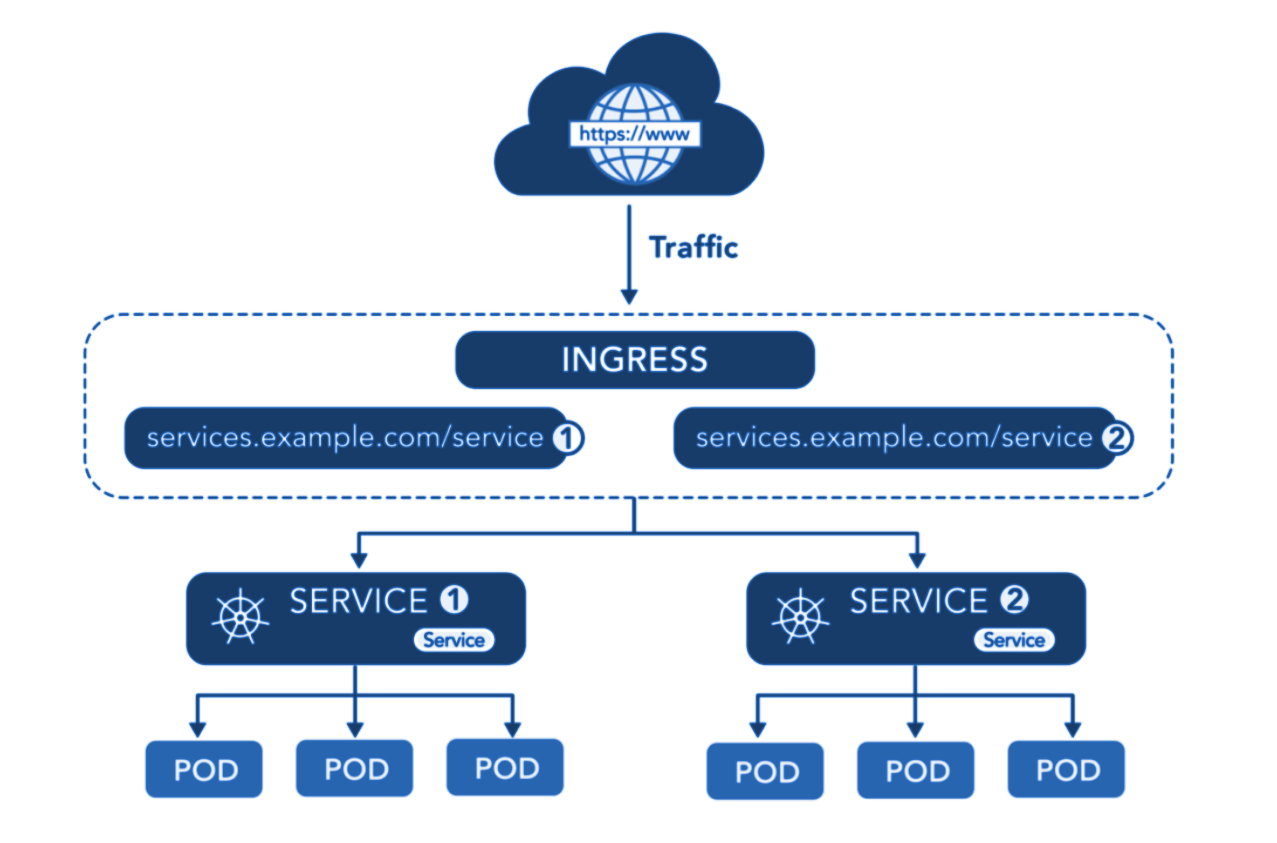 https://www
Traffic
INGRESS
services.example.com/service 1
services.example.com/service 2
SERVICE 1
Service
SERVICE 2
Service
POD
POD
POD
POD
POD
POD